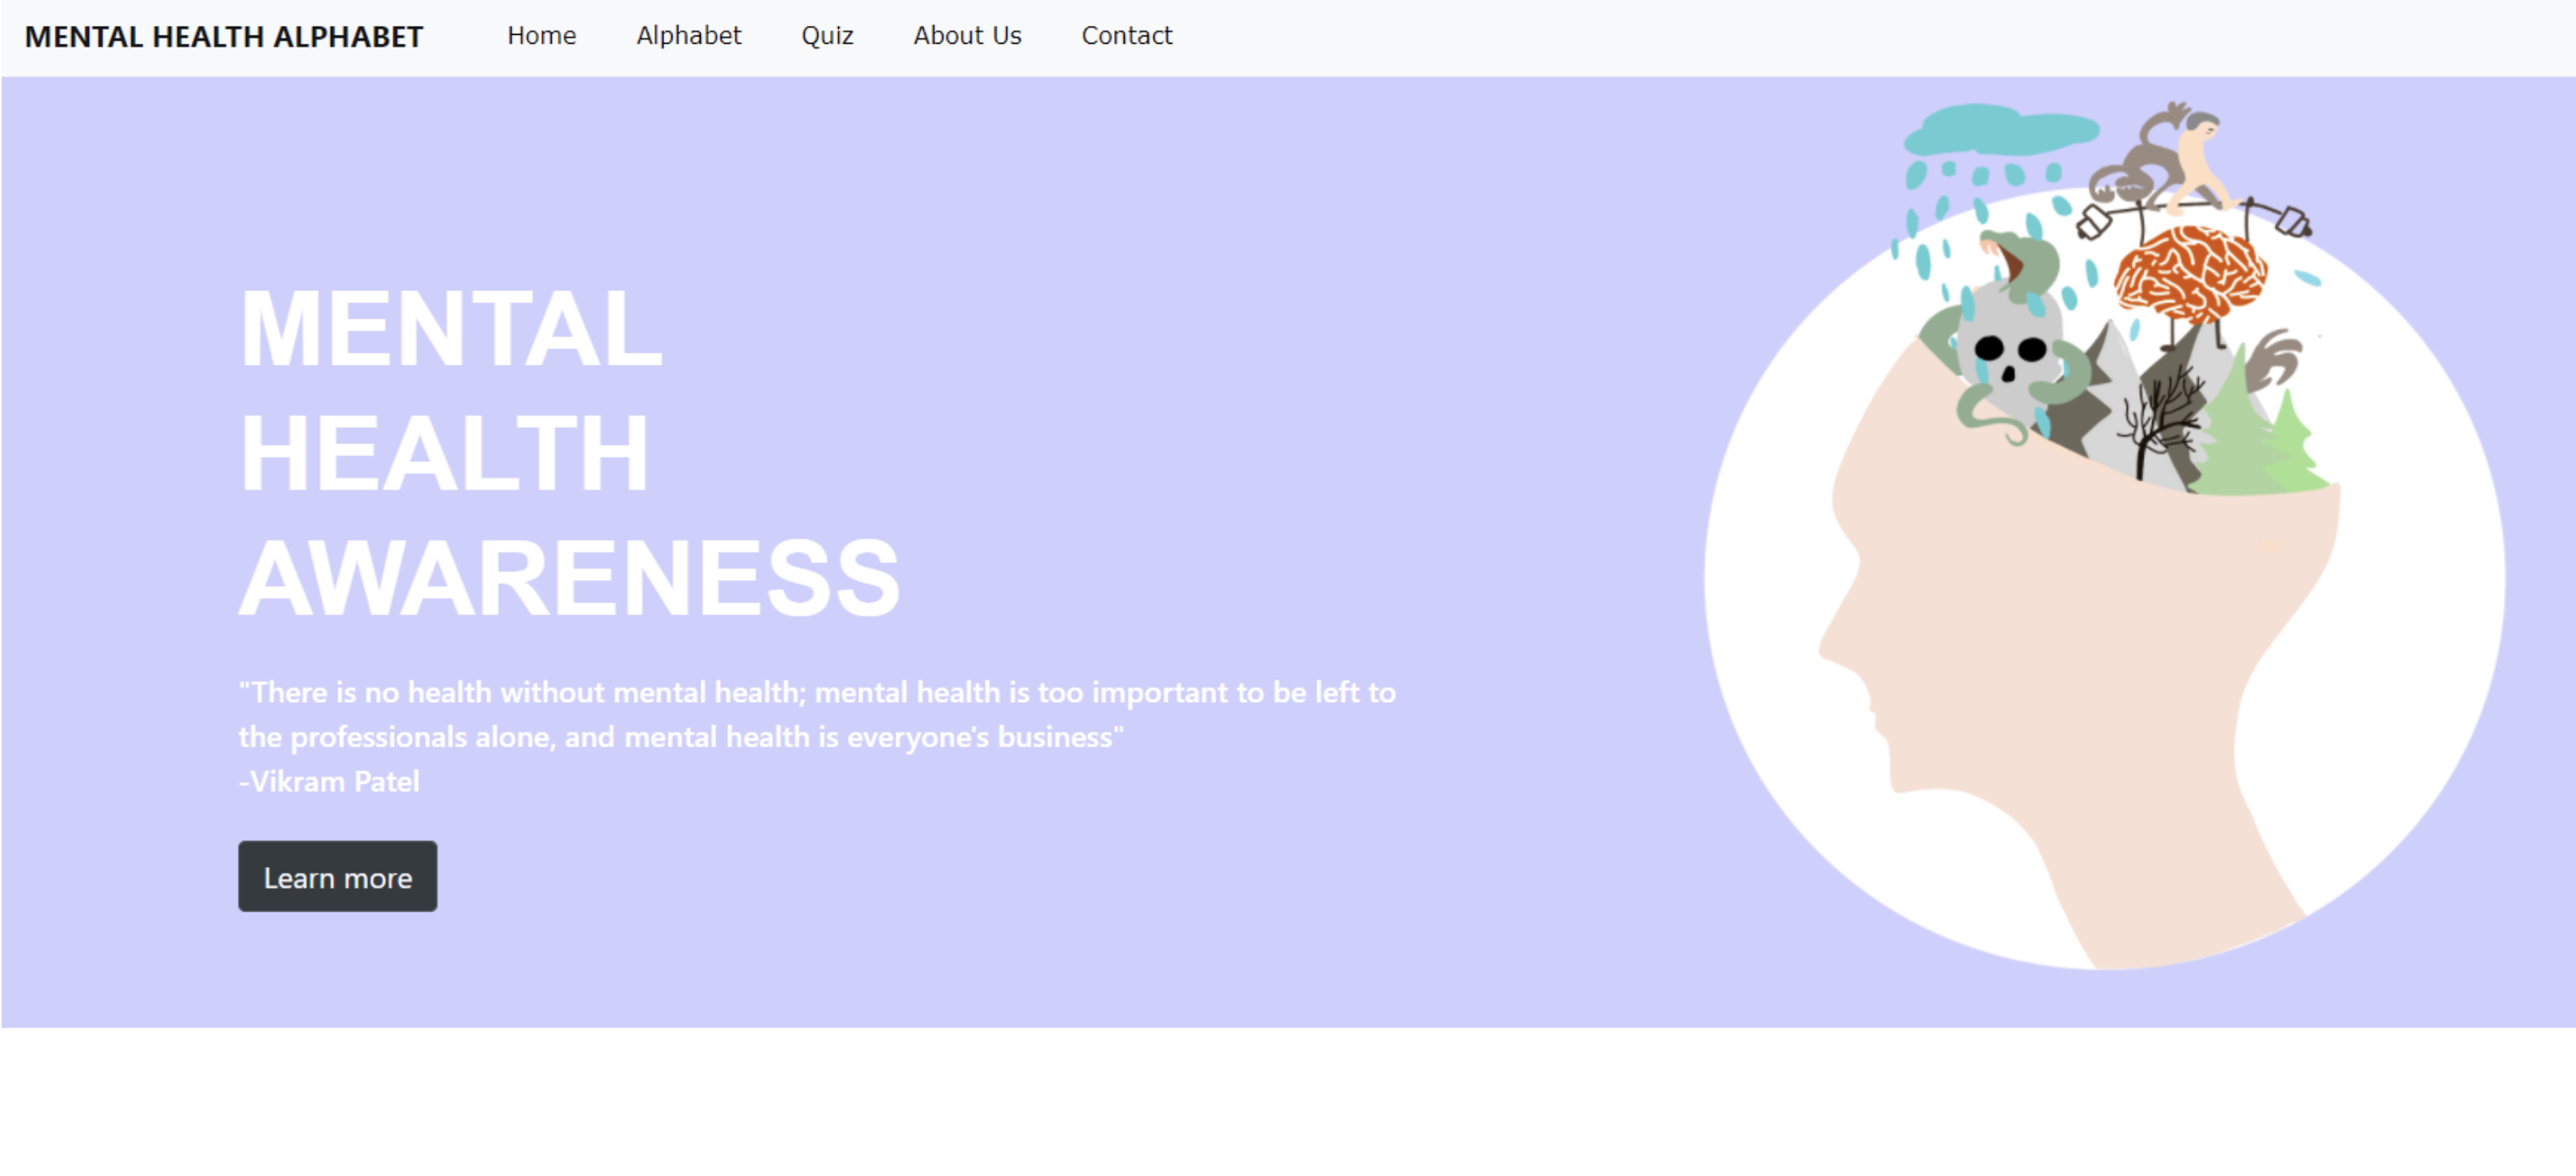 MENTAL HEALTH ALPHABET Home Alphabet Quiz About Us Contact
MENTAL
HEALTH
AWARENESS
"There is no health without mental health; mental health is too important to be left to
the professionals alone, and mental health is everyone's business"
-Vikram Patel
Learn more